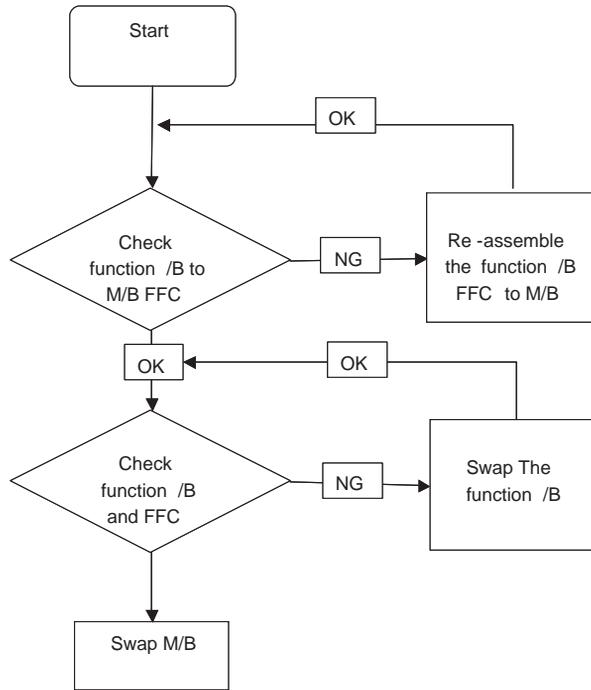 Start
OK
Check
function /B to
M/B FFC
NG
Re -assemble
the function /B
FFC to M/B
OK
OK
Check
function /B
and FFC
NG
Swap The
function /B
Swap M/B